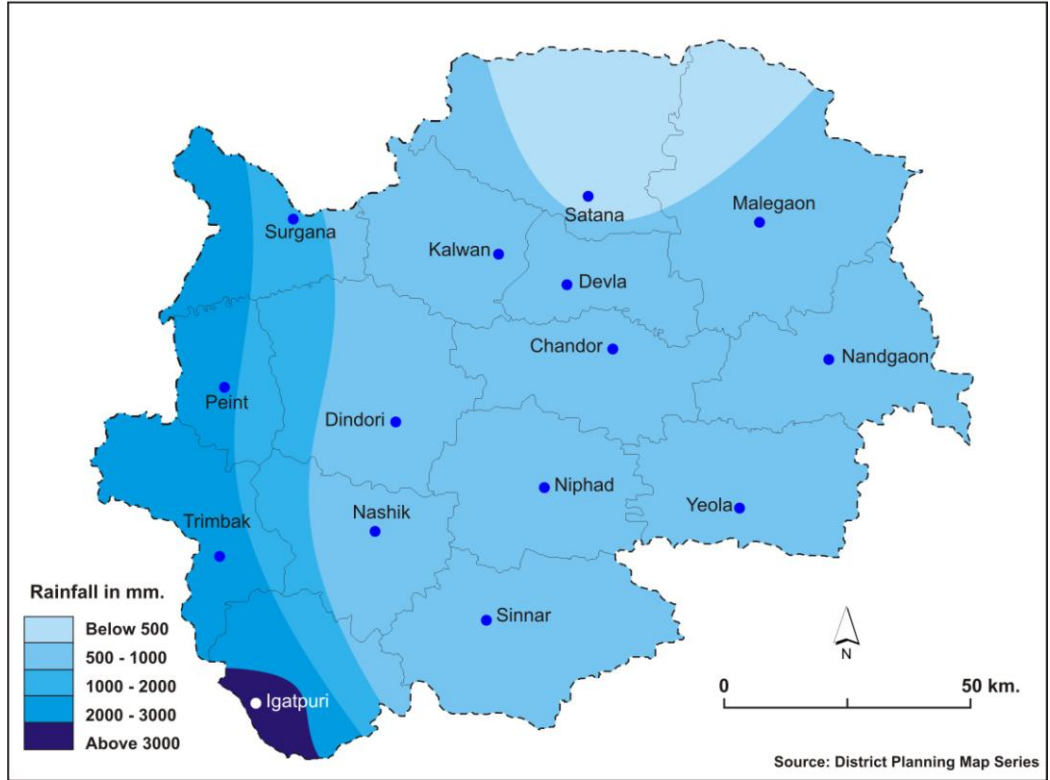 Satana
Malegaon
Surgana
Kalwan
Devla
Chandor
Nandgaon
Peint
Dindori
Niphad
Yeola
Trimbak
Nashik
Sinnar
Igatpuri
Rainfall in mm.
Below 500
500 - 1000
1000 - 2000
2000 - 3000
Above 3000
N
0 50 km.
Source: District Planning Map Series